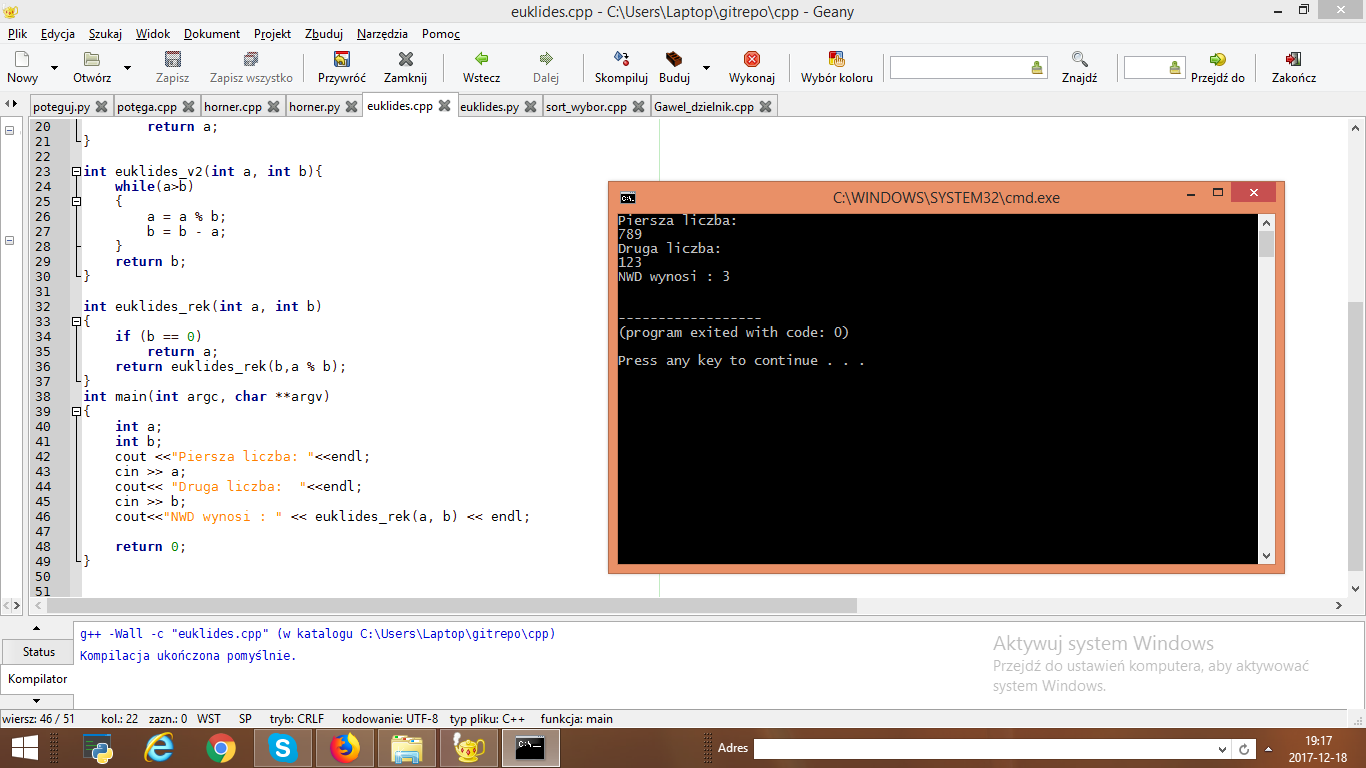 euklides.cpp - C:\Users\Laptop\gitrepo\cpp - Geany
Plik Edycja Szukaj Widok Dokument Projekt Zbuduj Narzędzia Pomoc
Nowy Otwórz Zapisz Zapisz wszystko Przywróć Zamknij Wstecz Dalej Skompiluj Buduj Wykonaj Wybór koloru Znajdź Przejdź do Zakończ
poteguj.py potęga.cpp horner.cpp horner.py euklides.cpp euklides.py sort_wybor.cpp Gawel_dzielnik.cpp
20         return a;
21 }
22
23 int euklides_v2(int a, int b){
24     while(a>b)
25     {
26         a = a % b;
27         b = b - a;
28     }
29     return b;
30 }
31
32 int euklides_rek(int a, int b)
33 {
34     if (b == 0)
35         return a;
36     return euklides_rek(b,a % b);
37 }
38 int main(int argc, char **argv)
39 {
40     int a;
41     int b;
42     cout <<"Piersza liczba: "<<endl;
43     cin >> a;
44     cout<< "Druga liczba:  "<<endl;
45     cin >> b;
46     cout<<"NWD wynosi : " << euklides_rek(a, b) << endl;
47
48     return 0;
49 }
50
51
C:\WINDOWS\SYSTEM32\cmd.exe
C:\.
Piersza liczba:
789
Druga liczba:
123
NWD wynosi : 3
------------------
(program exited with code: 0)
Press any key to continue . . .
Status
Kompilator
g++ -Wall -c "euklides.cpp" (w katalogu C:\Users\Laptop\gitrepo\cpp)
Kompilacja ukończona pomyślnie.
Aktywuj system Windows
Przejdź do ustawień komputera, aby aktywować
system Windows.
wiersz: 46 / 51 kol.: 22 zazn.: 0 WST SP tryb: CRLF kodowanie: UTF-8 typ pliku: C++ funkcja: main
C:\_
Adres
19:17
2017-12-18